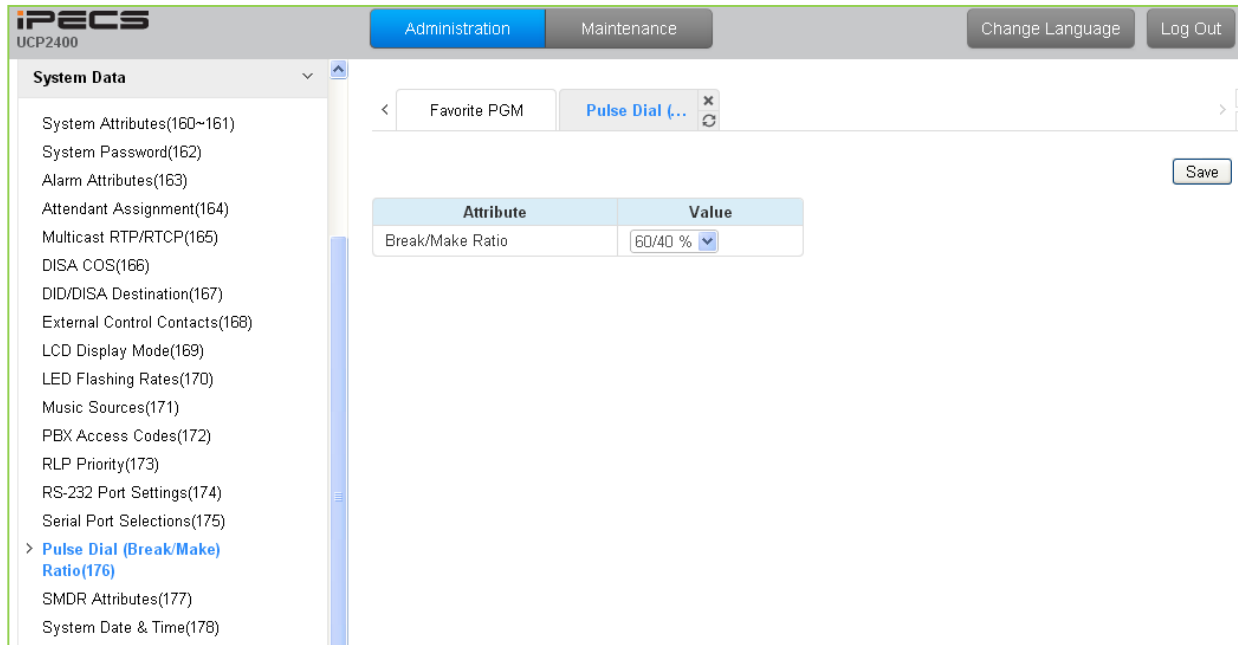 iPECS
UCP2400
Administration
Maintenance
Change Language
Log Out
System Data
System Attributes(160~161)
System Password(162)
Alarm Attributes(163)
Attendant Assignment(164)
Multicast RTP/RTCP(165)
DISA COS(166)
DID/DISA Destination(167)
External Control Contacts(168)
LCD Display Mode(169)
LED Flashing Rates(170)
Music Sources(171)
PBX Access Codes(172)
RLP Priority(173)
RS-232 Port Settings(174)
Serial Port Selections(175)
Pulse Dial (Break/Make)
Ratio(176)
SMDR Attributes(177)
System Date & Time(178)
Favorite PGM
Pulse Dial (...
Save
Attribute Value
Break/Make Ratio 60/40 %